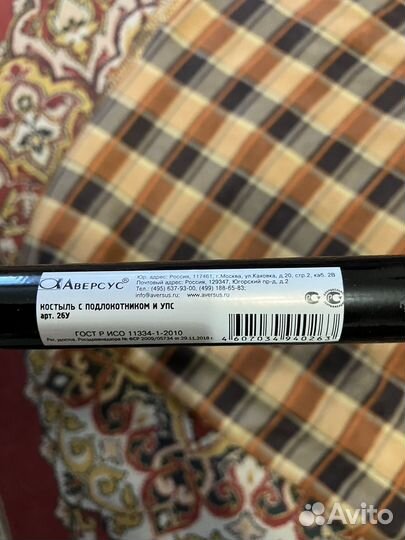 АВЕРСУС®
Юр. адрес: Россия, 117461, г.Москва, ул.Каховка, д.20, стр.2, каб. 2В
Почтовый адрес: Россия, 129347, Югорский пр-д, д.2
Тел.: (495) 637-93-00, (499) 188-65-83;
info@aversus.ru; www.aversus.ru
КОСТЫЛЬ С ПОДЛОКОТНИКОМ И УПС
арт. 26У
ГОСТ Р ИСО 11334-1-2010
Рег. удостов. Росздравнадзора № ФСР 2009/05734 от 29.11.2018 г.
4607034940263
Avito